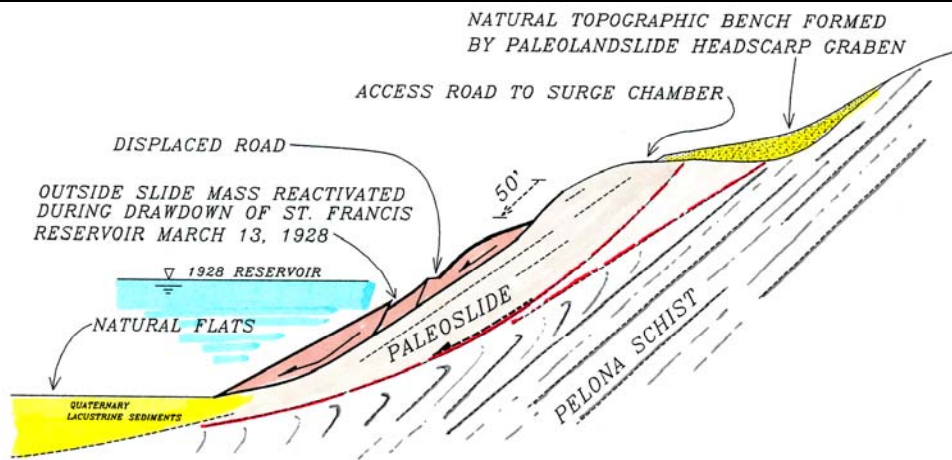 NATURAL TOPOGRAPHIC BENCH FORMED
BY PALEOLANDSLIDE HEADSCARP GRABEN
ACCESS ROAD TO SURGE CHAMBER
DISPLACED ROAD
50'
OUTSIDE SLIDE MASS REACTIVATED
DURING DRAWDOWN OF ST. FRANCIS
RESERVOIR MARCH 13, 1928
1928 RESERVOIR
NATURAL FLATS
PALEOSLIDE
PELONA SCHIST
QUATERNARY
LACUSTRINE SEDIMENTS